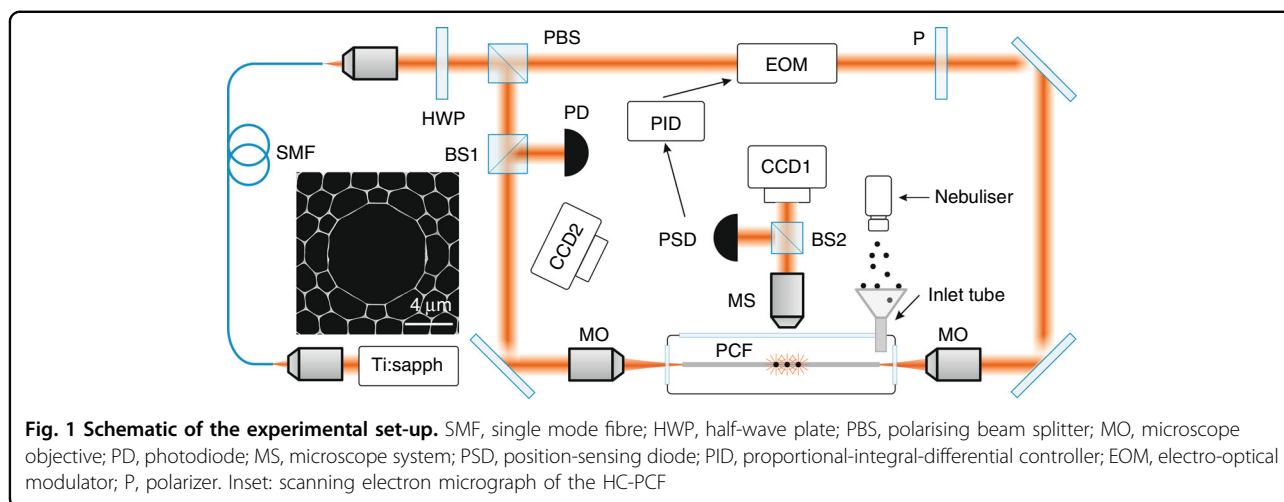 PBS
P
EOM
HWP
PD
PID
SMF
BS1
CCD1
Nebuliser
CCD2
PSD
BS2
4 μm
MS
Inlet tube
MO
PCF
MO
Ti:sapph
Fig. 1 Schematic of the experimental set-up. SMF, single mode fibre; HWP, half-wave plate; PBS, polarising beam splitter; MO, microscope
objective; PD, photodiode; MS, microscope system; PSD, position-sensing diode; PID, proportional-integral-differential controller; EOM, electro-optical
modulator; P, polarizer. Inset: scanning electron micrograph of the HC-PCF